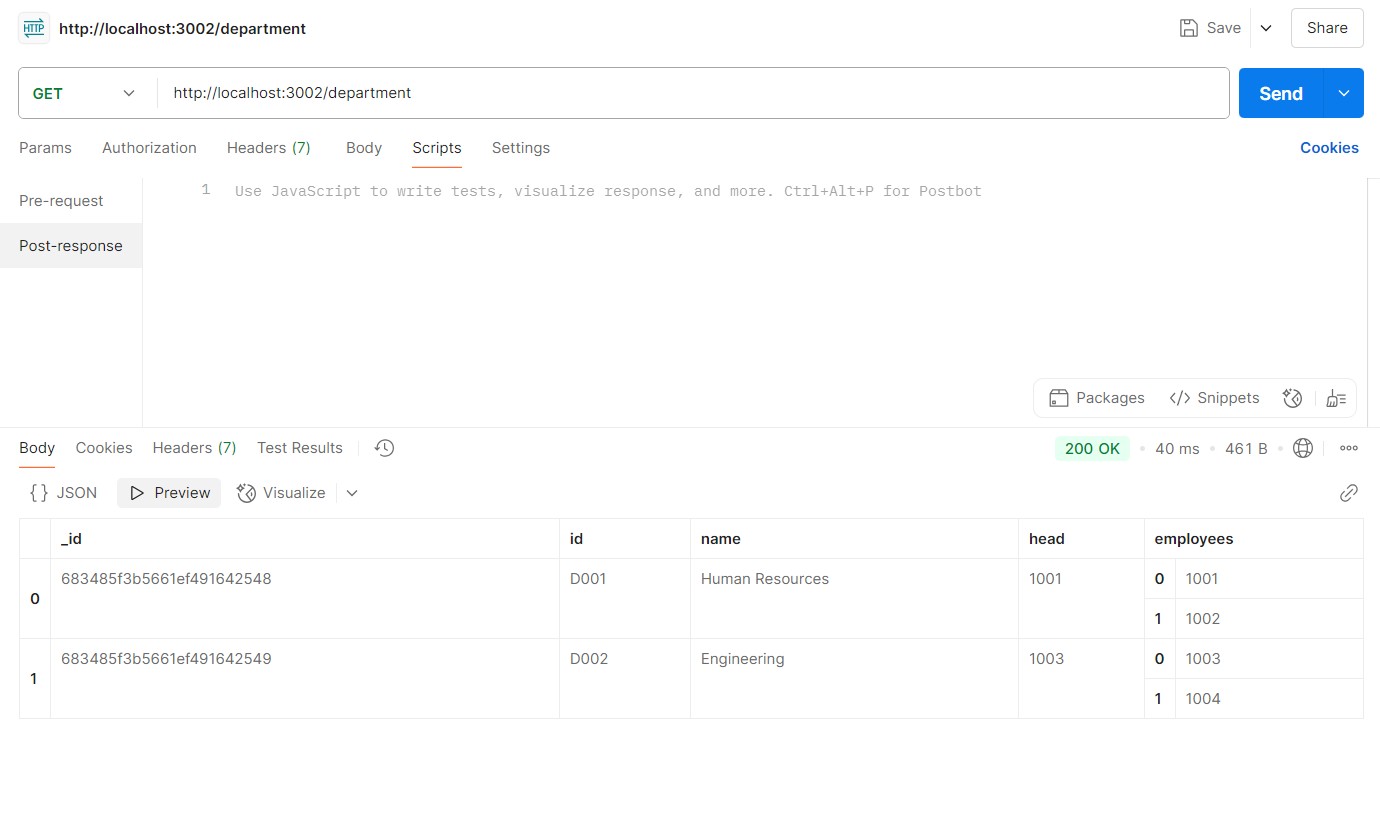 HTTP http://localhost:3002/department Save Share
GET http://localhost:3002/department Send
Params Authorization Headers (7) Body Scripts Settings Cookies
Pre-request
Post-response
1 Use JavaScript to write tests, visualize response, and more. Ctrl+Alt+P for Postbot
Packages </> Snippets
Body Cookies Headers (7) Test Results 200 OK • 40 ms • 461 B •
{} JSON Preview Visualize
_id id name head employees
0 683485f3b5661ef491642548 D001 Human Resources 1001 0 1001
1 1002
1 683485f3b5661ef491642549 D002 Engineering 1003 0 1003
1 1004